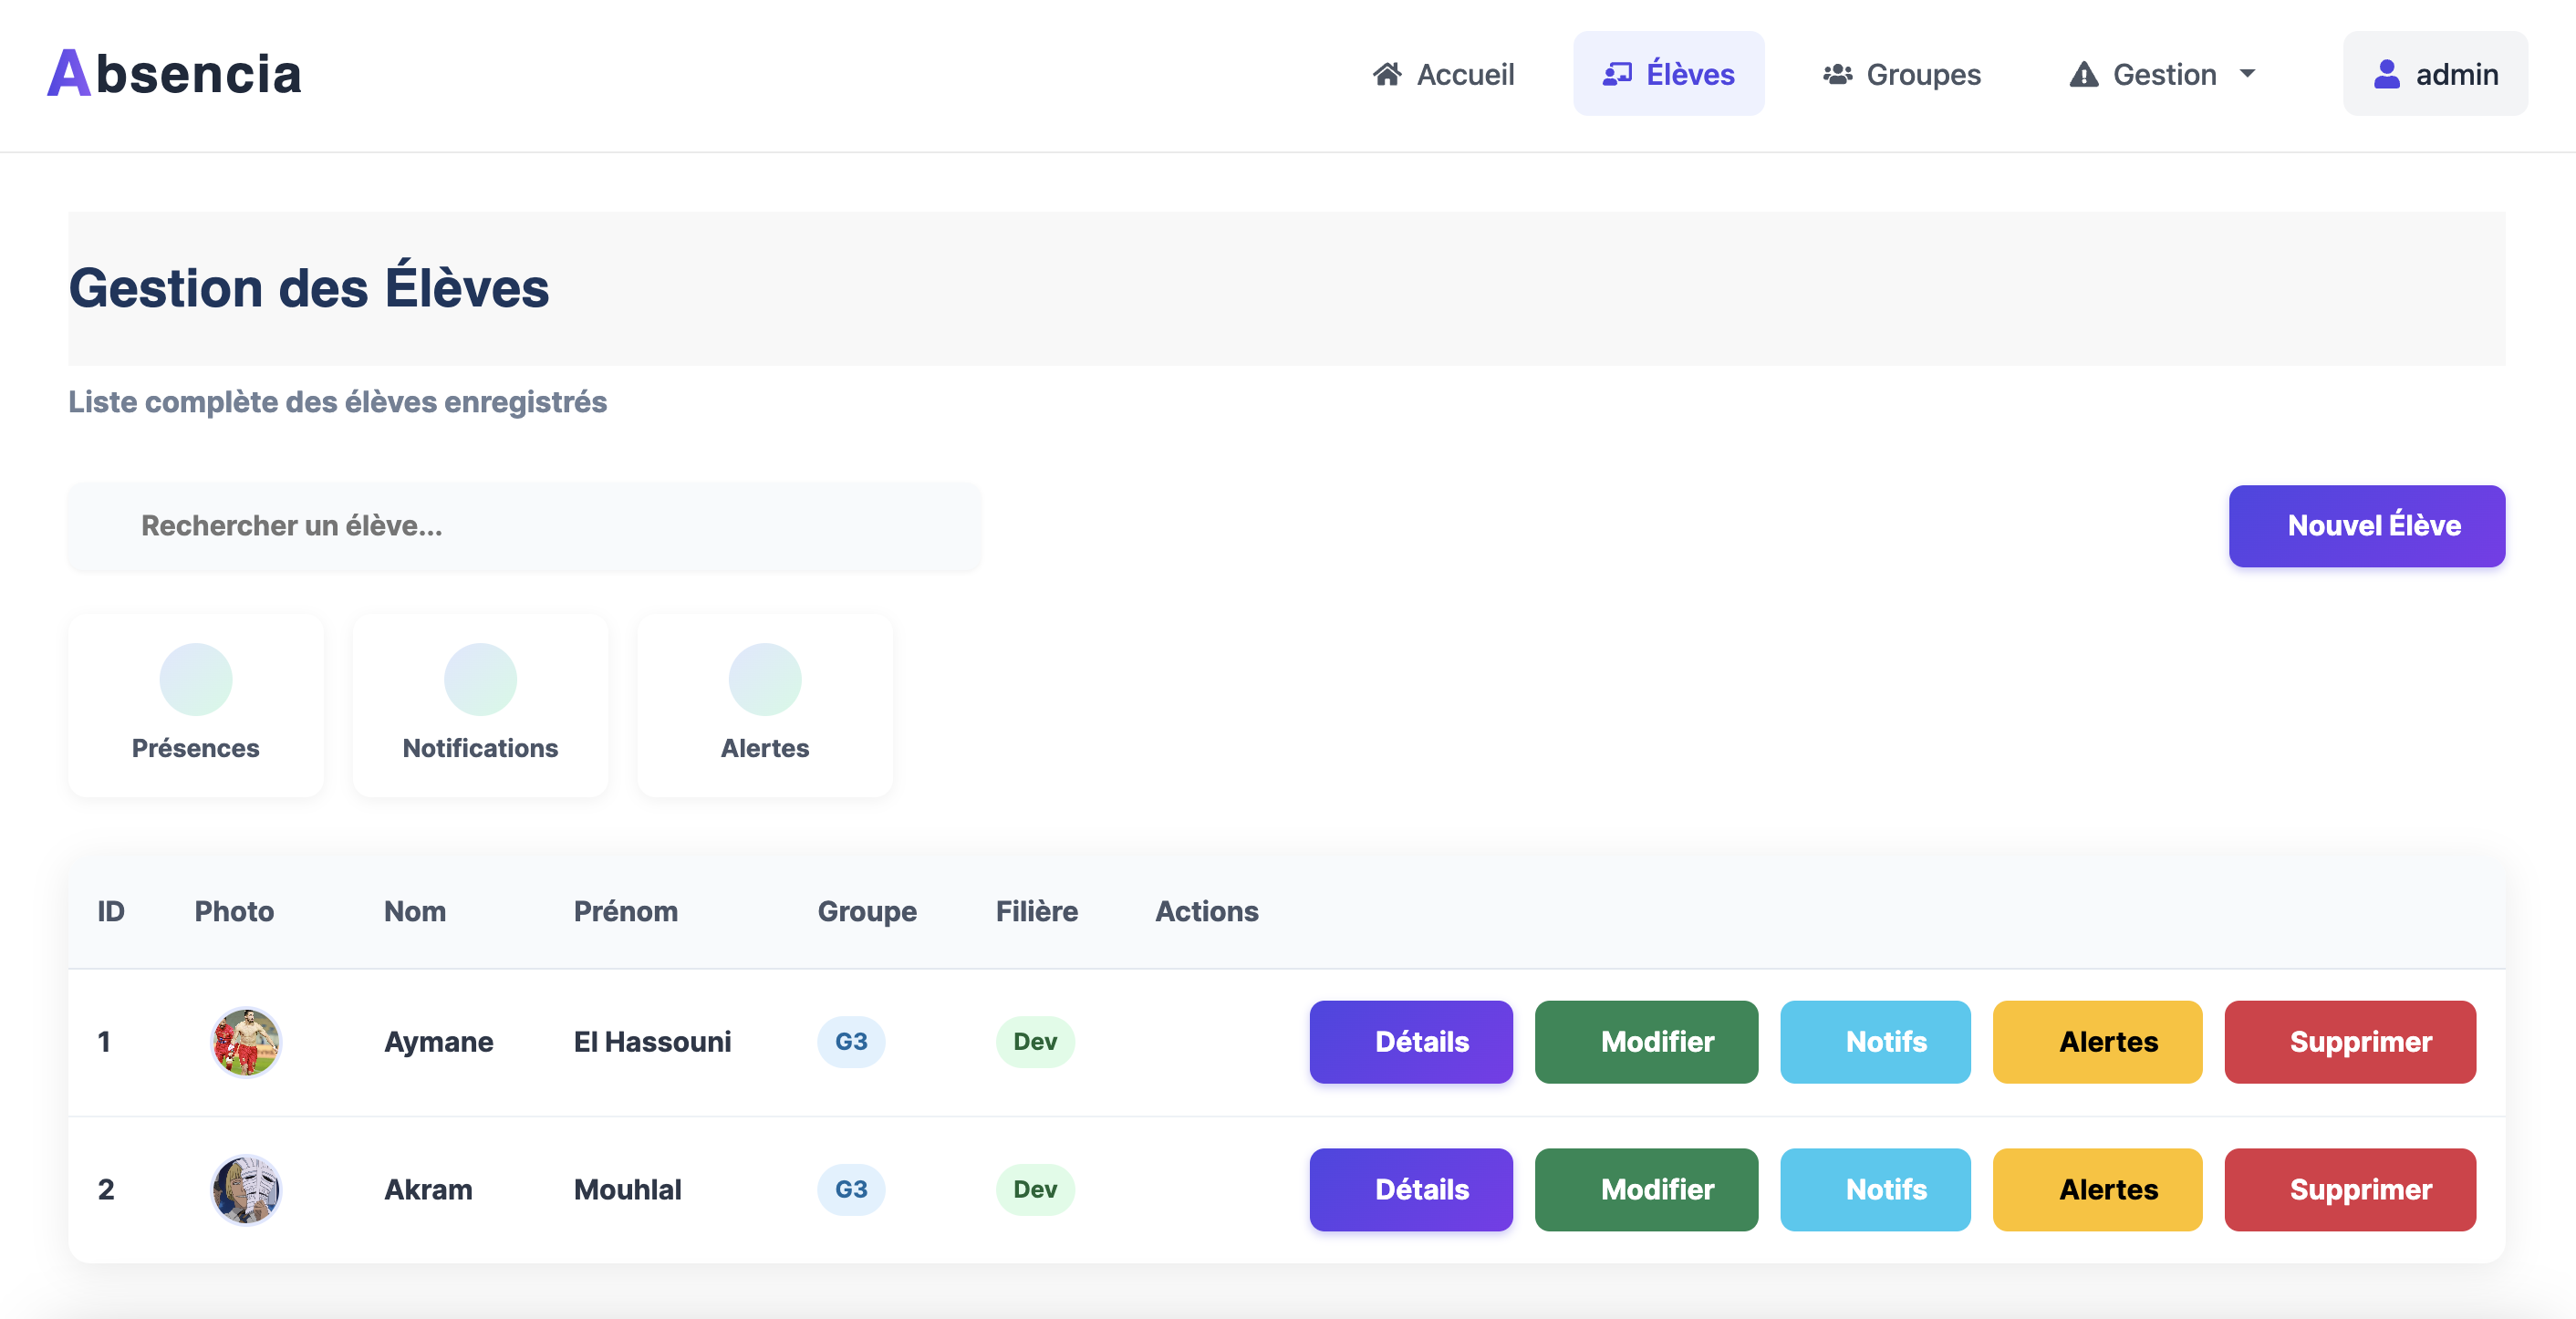 Absencia
Accueil
Élèves
Groupes
Gestion
admin
Gestion des Élèves
Liste complète des élèves enregistrés
Rechercher un élève...
Nouvel Élève
Présences
Notifications
Alertes
ID Photo Nom Prénom Groupe Filière Actions
1 Aymane El Hassouni G3 Dev Détails Modifier Notifs Alertes Supprimer
2 Akram Mouhlal G3 Dev Détails Modifier Notifs Alertes Supprimer